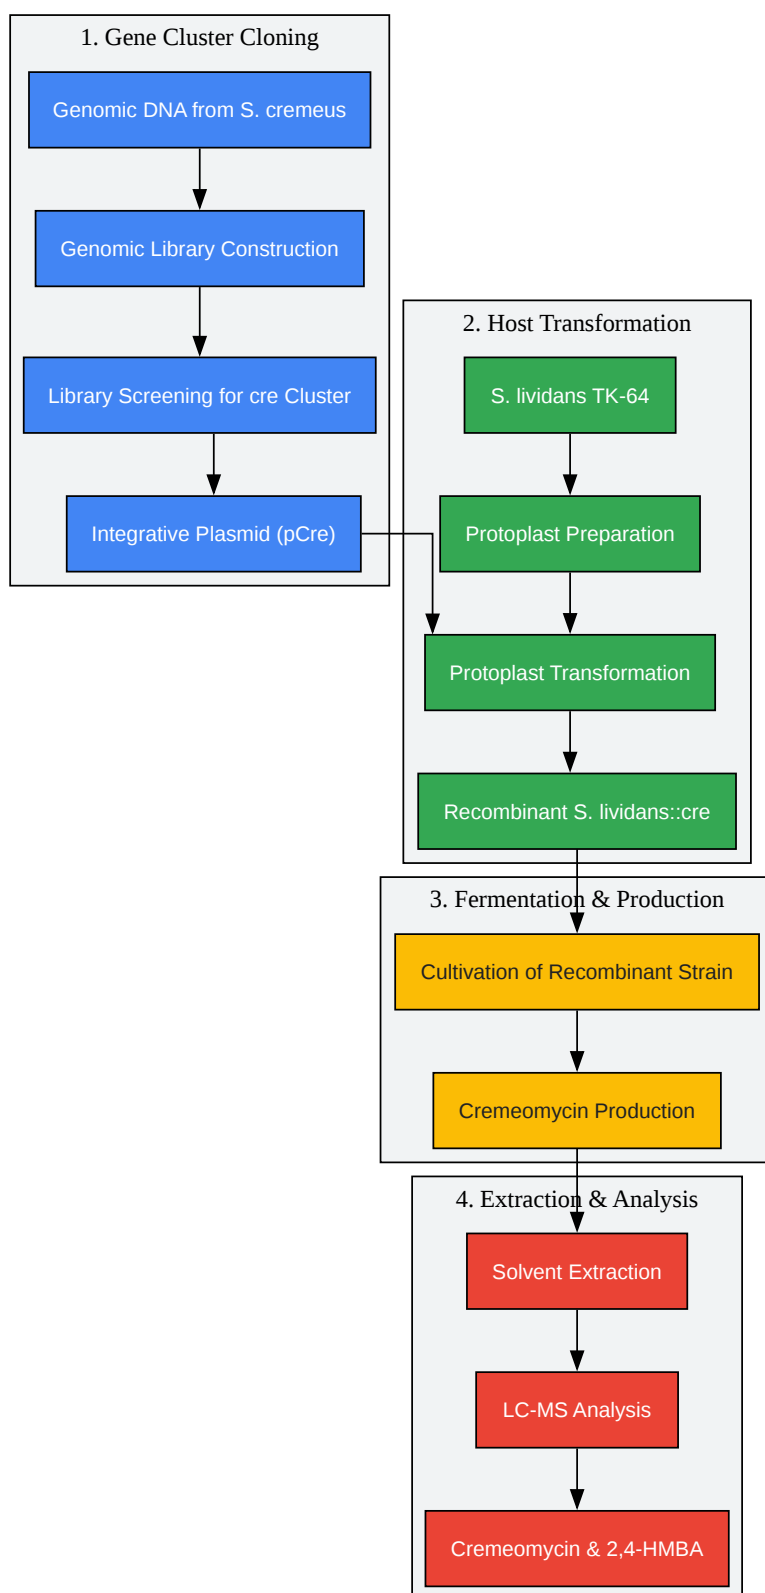 1. Gene Cluster Cloning
Genomic DNA from S. cremeus
Genomic Library Construction
Library Screening for cre Cluster
Integrative Plasmid (pCre)
2. Host Transformation
S. lividans TK-64
Protoplast Preparation
Protoplast Transformation
Recombinant S. lividans::cre
3. Fermentation & Production
Cultivation of Recombinant Strain
Cremeomycin Production
4. Extraction & Analysis
Solvent Extraction
LC-MS Analysis
Cremeomycin & 2,4-HMBA